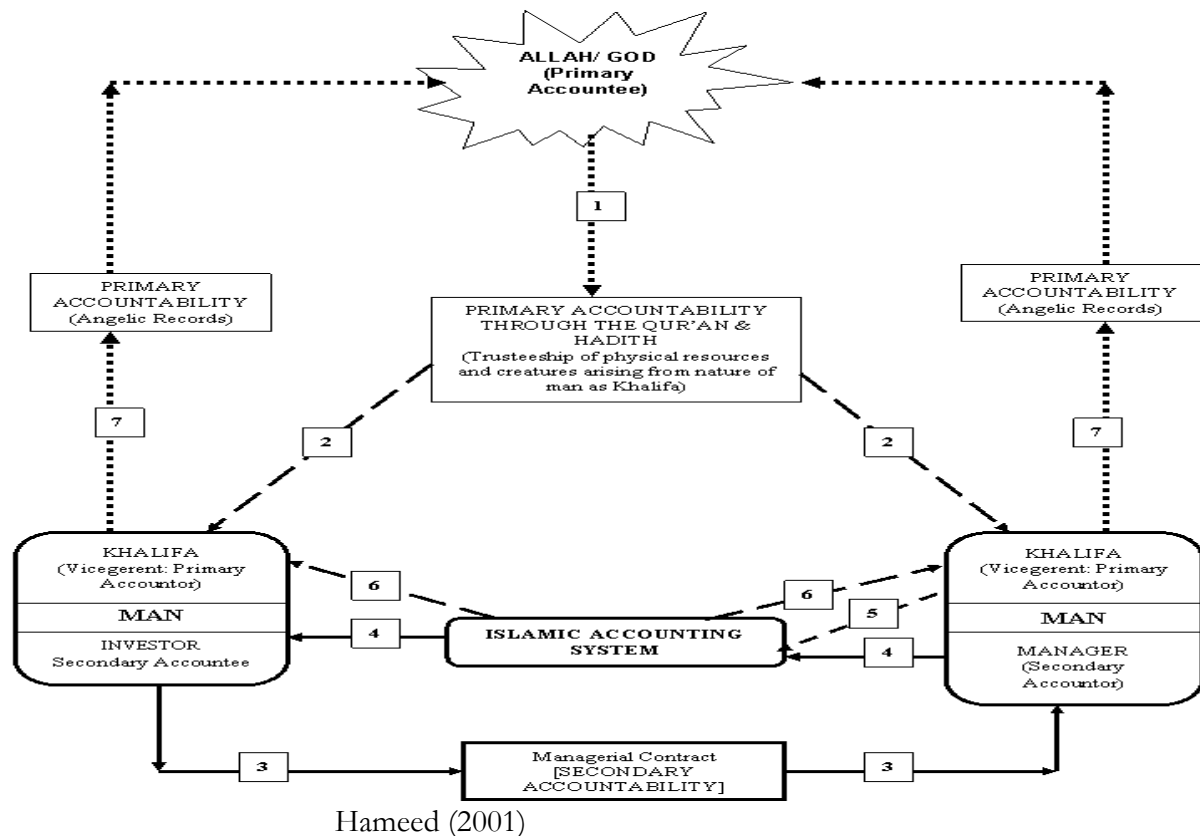 ALLAH/ GOD
(Primary
Accountee)
1
PRIMARY
ACCOUNTABILITY
(Angelic Records)
PRIMARY ACCOUNTABILITY
THROUGH THE QUR'AN &
HADITH
(Trusteeship of physical resources
and creatures arising from nature of
man as Khalifa)
PRIMARY
ACCOUNTABILITY
(Angelic Records)
7
2
2
7
KHALIFA
(Vicegerent: Primary
Accountor)
MAN
INVESTOR
Secondary Accountee
6
4
ISLAMIC ACCOUNTING
SYSTEM
6
5
4
KHALIFA
(Vicegerent: Primary
Accountor)
MAN
MANAGER
(Secondary
Accountor)
3
Managerial Contract
[SECONDARY
ACCOUNTABILITY]
3
Hameed (2001)